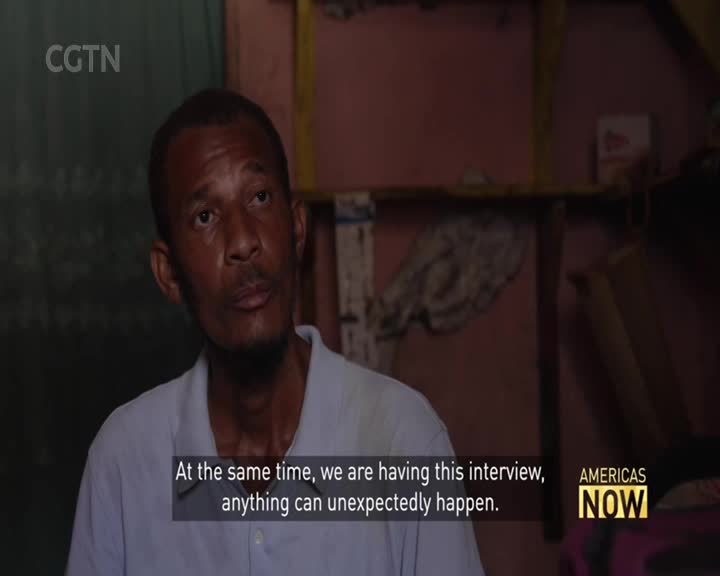 CGTN
At the same time, we are having this interview,
anything can unexpectedly happen.
AMERICAS
NOW